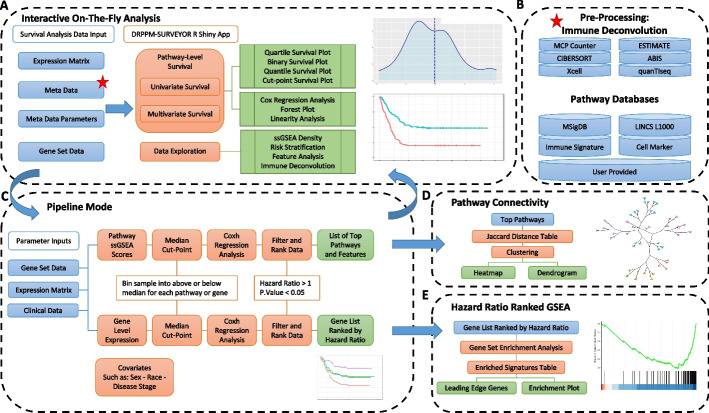 A
Interactive On-The-Fly Analysis
Survival Analysis Data Input
DRPPM-SURVEYOR R Shiny App
Expression Matrix
Meta Data
Meta Data Parameters
Gene Set Data
Pathway-Level
Survival
Univariate Survival
Multivariate Survival
Data Exploration
Quartile Survival Plot
Binary Survival Plot
Quantile Survival Plot
Cut-point Survival Plot
Cox Regression Analysis
Forest Plot
Linearity Analysis
ssGSEA Density
Risk Stratification
Feature Analysis
Immune Deconvolution
B
Pre-Processing:
Immune Deconvolution
MCP Counter
ESTIMATE
CIBERSORT
ABIS
Xcell
quanTIseq
Pathway Databases
MSigDB
LINCS L1000
Immune Signature
Cell Marker
User Provided
C
Pipeline Mode
Parameter Inputs
Gene Set Data
Expression Matrix
Clinical Data
Pathway
ssGSEA
Scores
Median
Cut-Point
Coxh
Regression
Analysis
Filter and
Rank Data
List of Top
Pathways
and Features
Bin sample into above or below
median for each pathway or gene
Hazard Ratio > 1
P.Value < 0.05
Gene
Level
Expression
Median
Cut-Point
Coxh
Regression
Analysis
Filter and
Rank Data
Gene List
Ranked by
Hazard Ratio
Covariates
Such as: Sex - Race -
Disease Stage
D
Pathway Connectivity
Top Pathways
Jaccard Distance Table
Clustering
Heatmap
Dendrogram
E
Hazard Ratio Ranked GSEA
Gene List Ranked by Hazard Ratio
Gene Set Enrichment Analysis
Enriched Signatures Table
Leading Edge Genes
Enrichment Plot